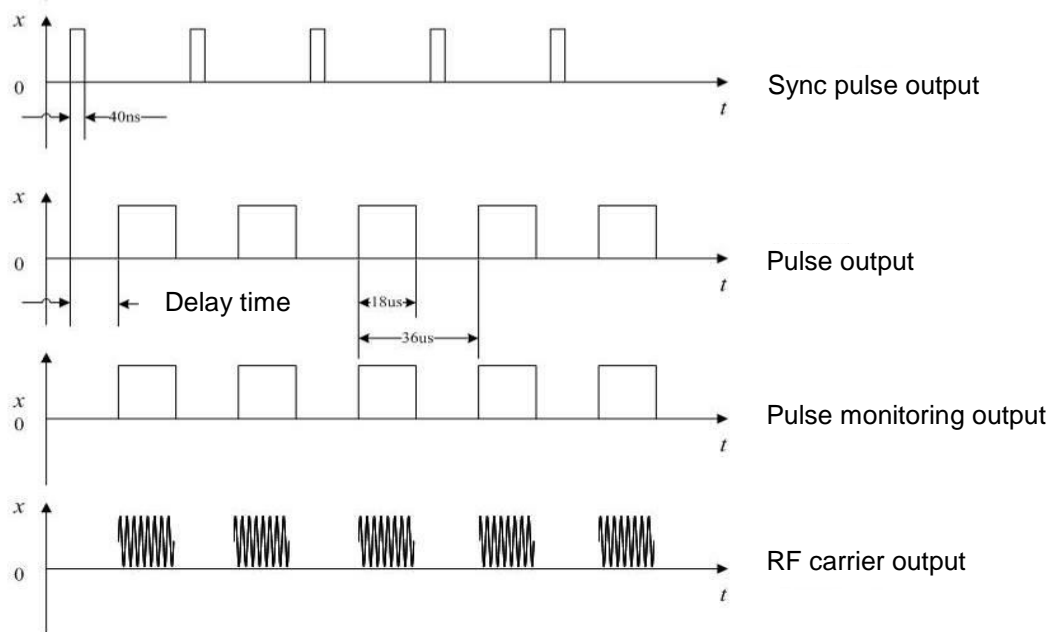 x
0
t
Sync pulse output
40ns
x
0
t
Pulse output
Delay time
18us
36us
x
0
t
Pulse monitoring output
x
0
t
RF carrier output